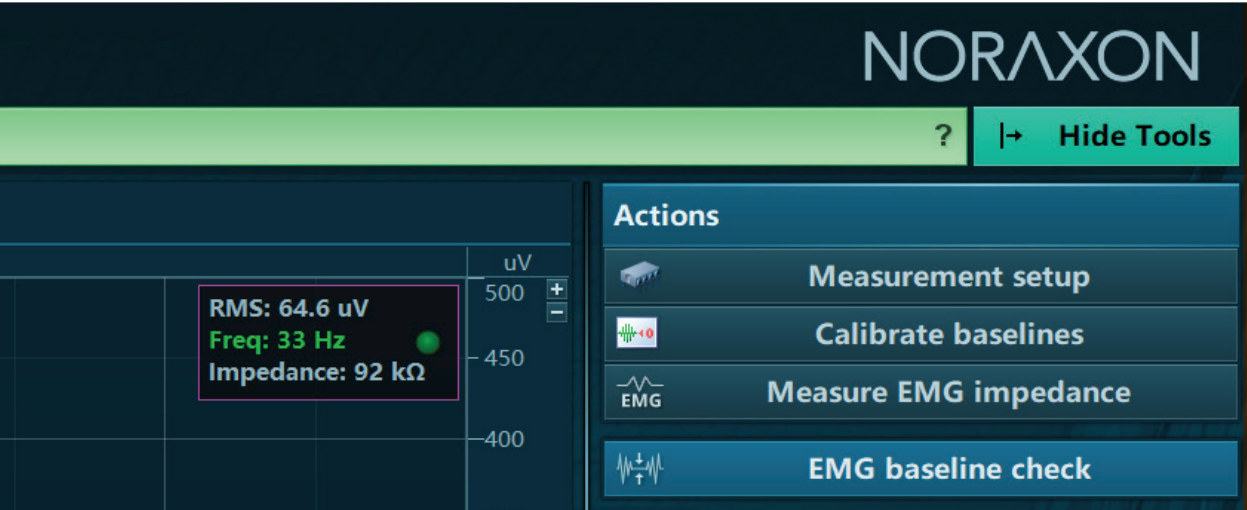 NORAXON
?
Hide Tools
Actions
uV
500
+
−
RMS: 64.6 uV
Freq: 33 Hz
Impedance: 92 kΩ
450
400
Measurement setup
0
Calibrate baselines
EMG
Measure EMG impedance
EMG baseline check